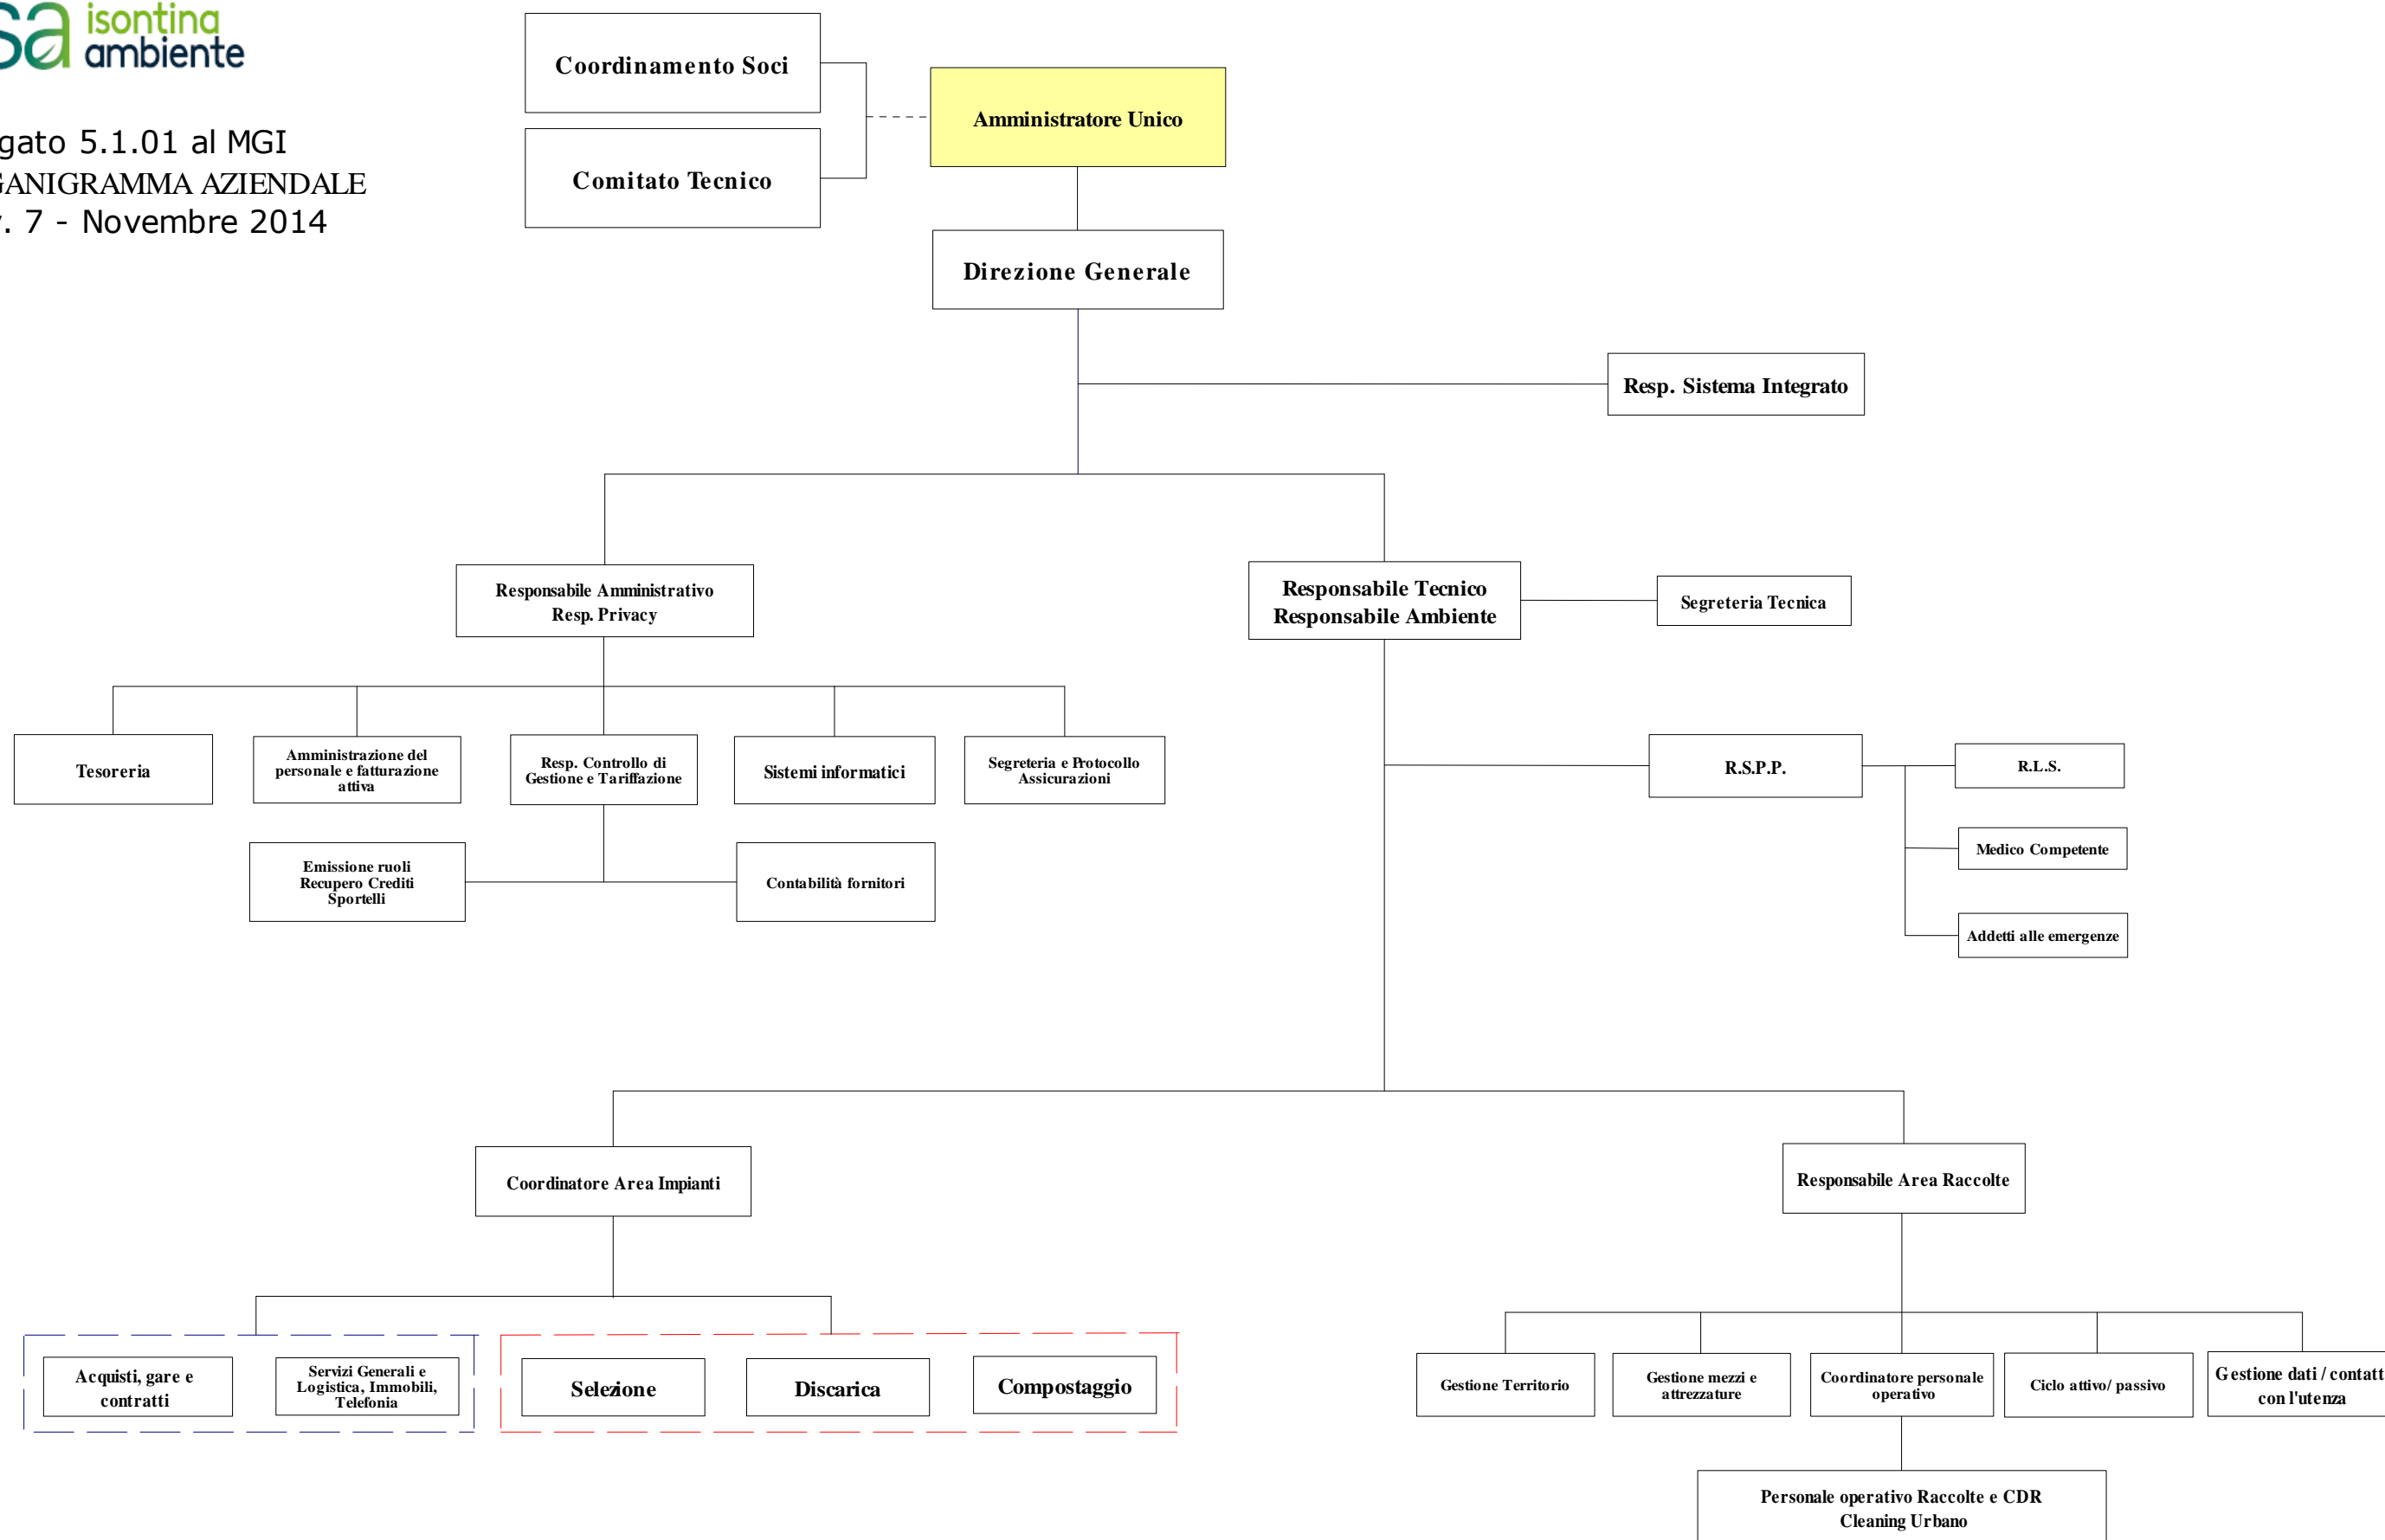 sa isontina
ambiente
gato 5.1.01 al MGI
GANIGRAMMA AZIENDALE
. 7 - Novembre 2014
Coordinamento Soci
Comitato Tecnico
Amministratore Unico
Direzione Generale
Resp. Sistema Integrato
Responsabile Amministrativo
Resp. Privacy
Responsabile Tecnico
Responsabile Ambiente
Segreteria Tecnica
Tesoreria
Amministrazione del
personale e fatturazione
attiva
Resp. Controllo di
Gestione e Tariffazione
Sistemi informatici
Segreteria e Protocollo
Assicurazioni
R.S.P.P.
R.L.S.
Medico Competente
Addetti alle emergenze
Emissione ruoli
Recupero Crediti
Sportelli
Contabilità fornitori
Coordinatore Area Impianti
Responsabile Area Raccolte
Acquisti, gare e
contratti
Servizi Generali e
Logistica, Immobili,
Telefonia
Selezione
Discarica
Compostaggio
Gestione Territorio
Gestione mezzi e
attrezzature
Coordinatore personale
operativo
Ciclo attivo/ passivo
Gestione dati / contatt
con l'utenza
Personale operativo Raccolte e CDR
Cleaning Urbano